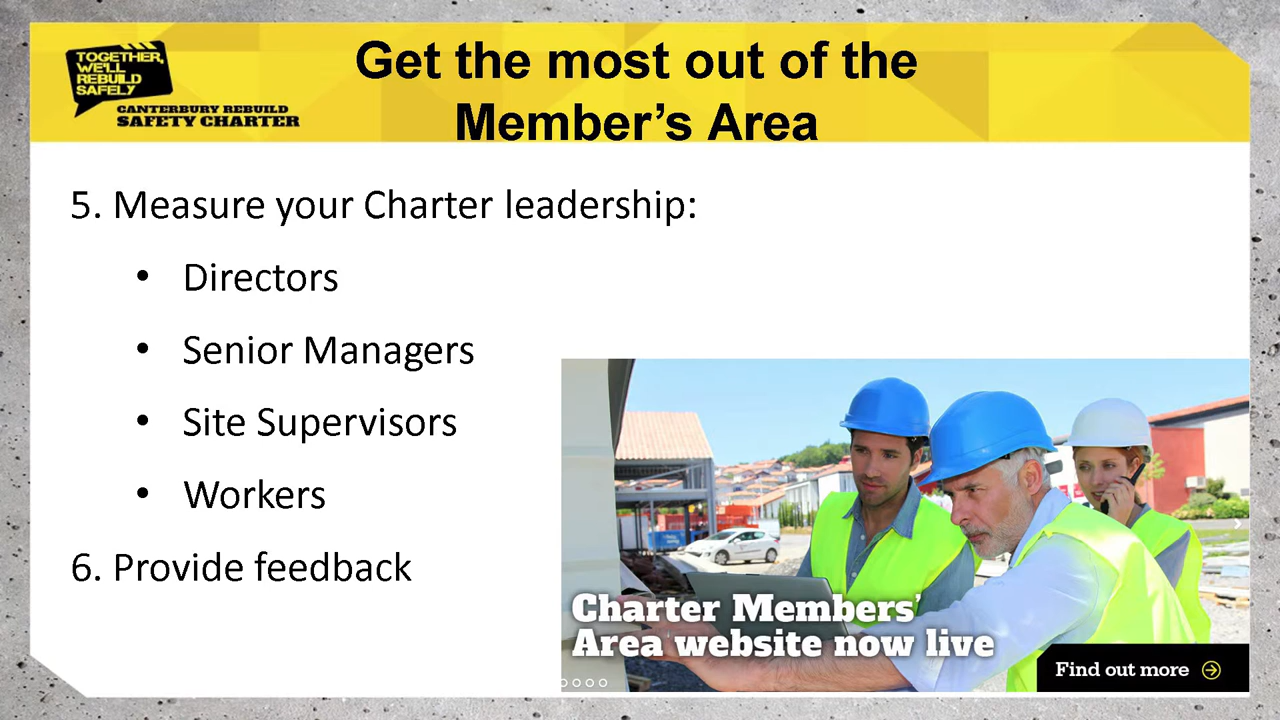 TOGETHER,
WE'LL
REBUILD
SAFELY
CANTERBURY REBUILD
SAFETY CHARTER
Get the most out of the
Member’s Area
5. Measure your Charter leadership:
• Directors
• Senior Managers
• Site Supervisors
• Workers
6. Provide feedback
Charter Members’
Area website now live
Find out more